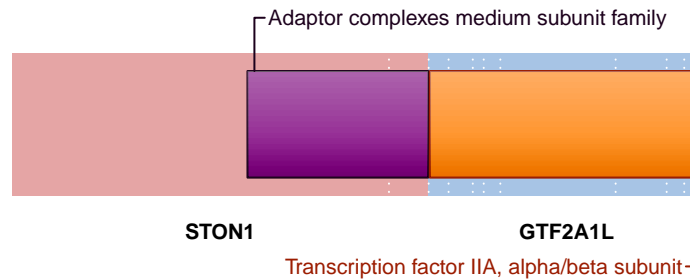 Adaptor complexes medium subunit family
STON1 GTF2A1L
Transcription factor IIA, alpha/beta subunit